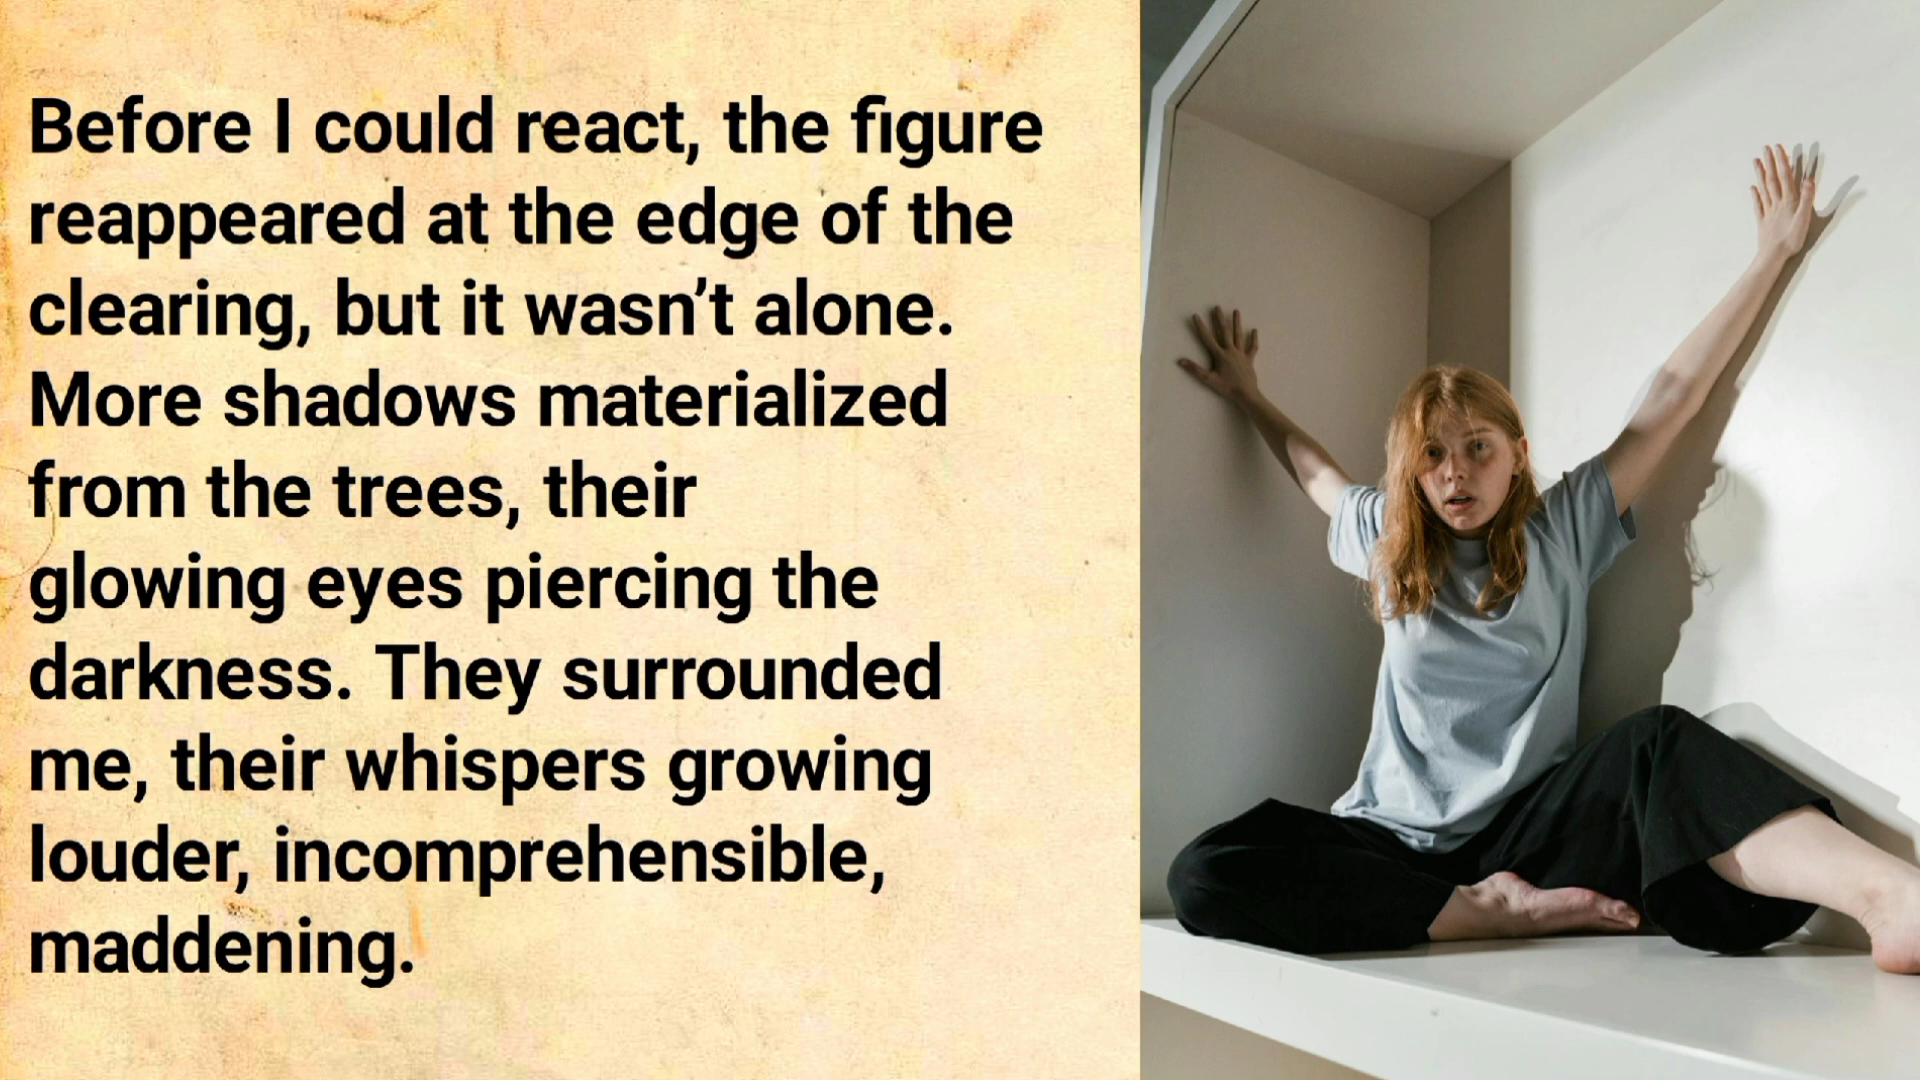 Before I could react, the figure
reappeared at the edge of the
clearing, but it wasn’t alone.
More shadows materialized
from the trees, their
glowing eyes piercing the
darkness. They surrounded
me, their whispers growing
louder, incomprehensible,
maddening.